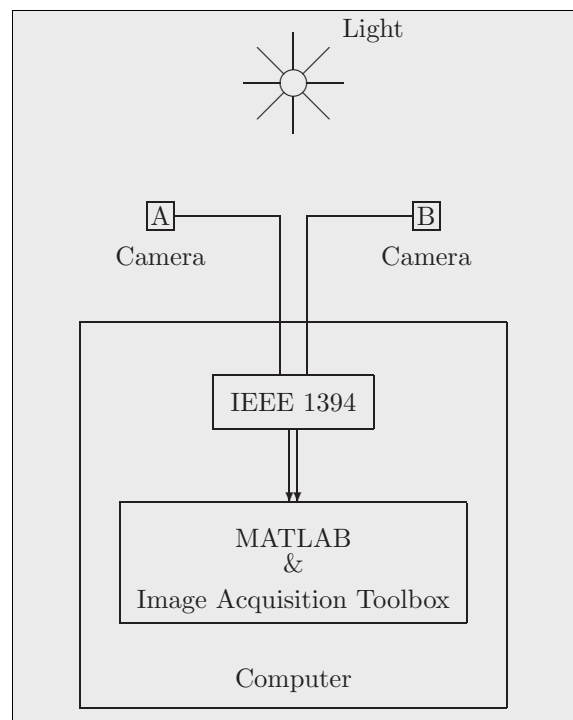 Light
A
B
Camera
Camera
IEEE 1394
MATLAB
&
Image Acquisition Toolbox
Computer